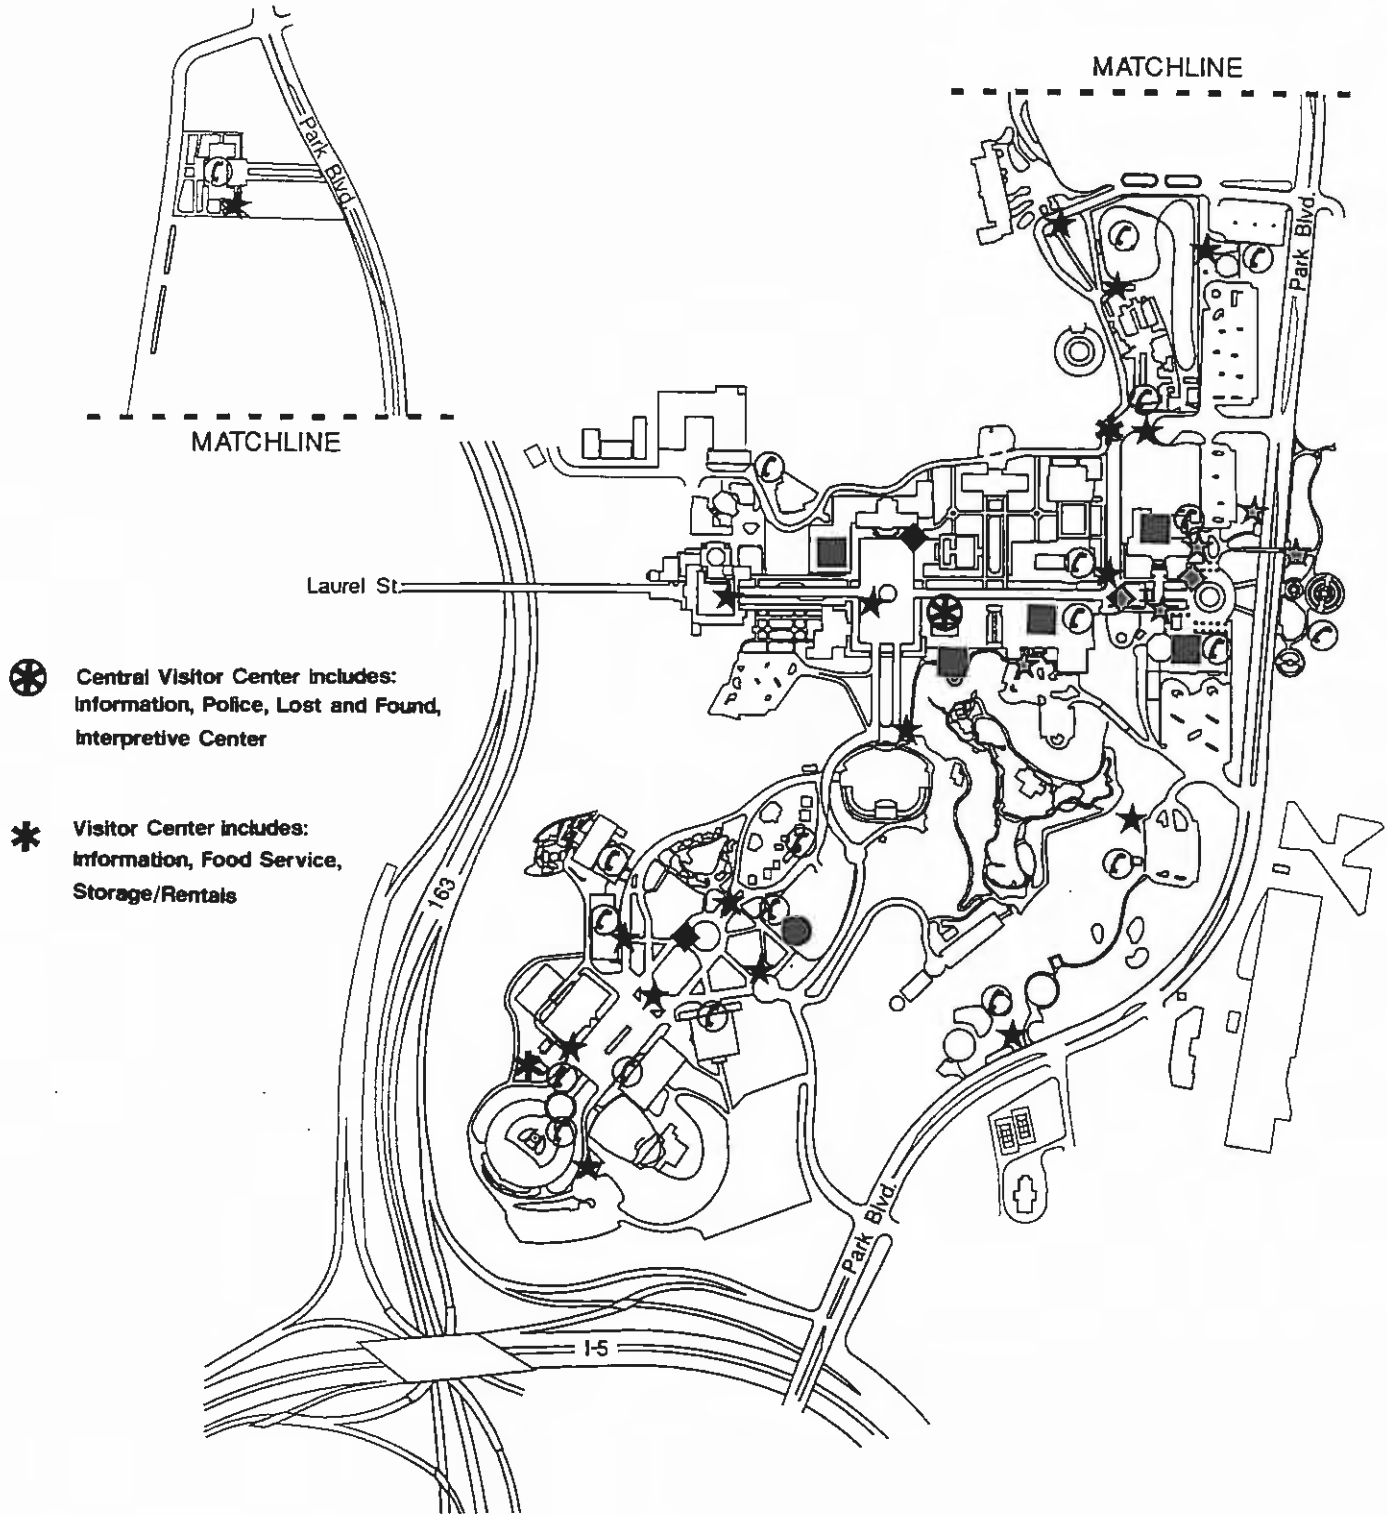 MATCHLINE
Park Blvd.
Park Blvd.
MATCHLINE
Laurel St.
Central Visitor Center includes:
Information, Police, Lost and Found,
Interpretive Center
Visitor Center includes:
Information, Food Service,
Storage/Rentals
163
Park Blvd.
I-5